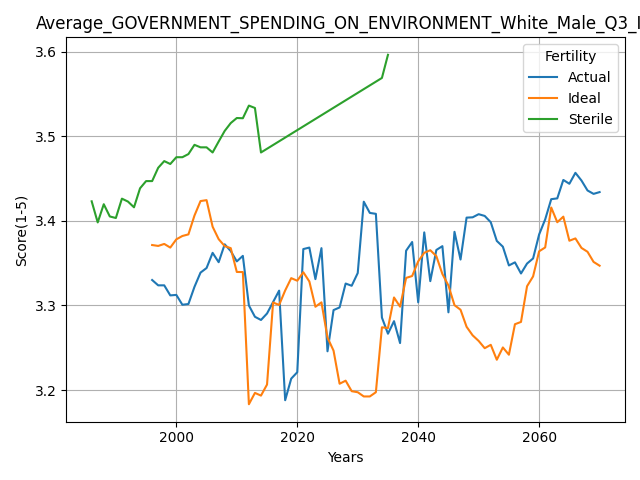 Average_GOVERNMENT_SPENDING_ON_ENVIRONMENT_White_Male_Q3_I
Fertility
Actual
Ideal
Sterile
3.6
3.5
3.4
3.3
3.2
Score(1-5)
2000 2020 2040 2060
Years